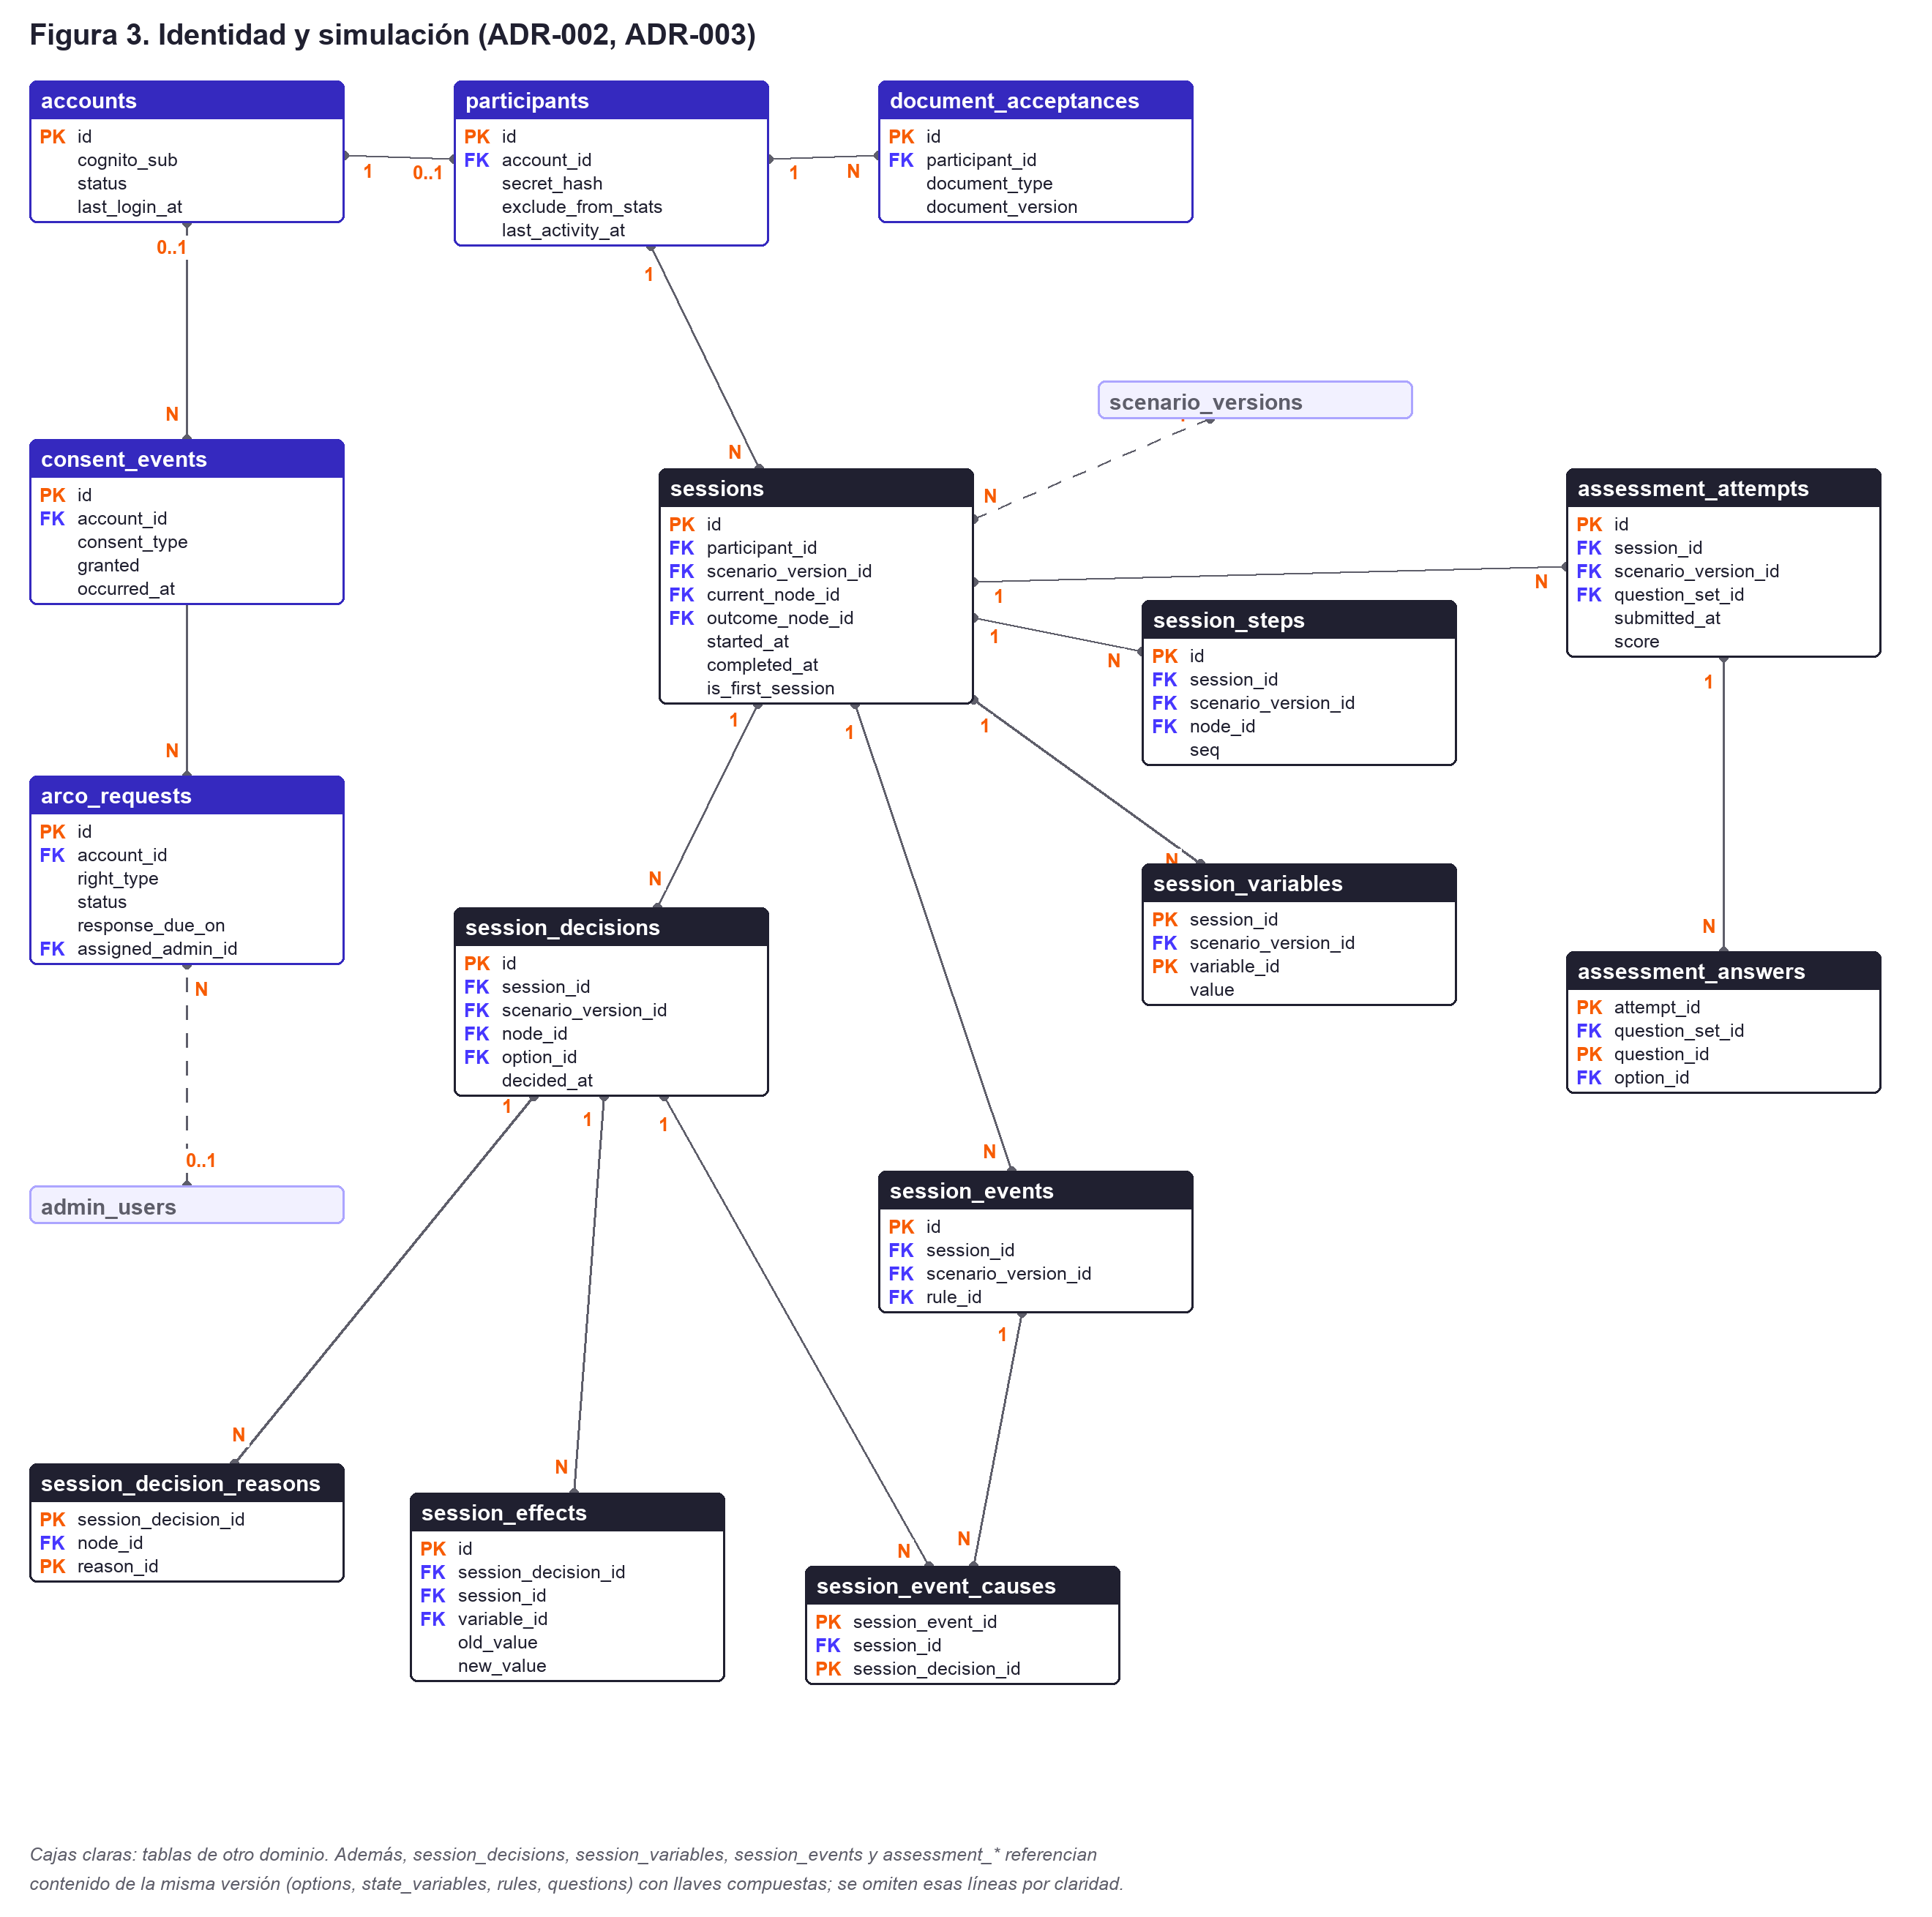 Figura 3. Identidad y simulación (ADR-002, ADR-003)
accounts
PK id
cognito_sub
status
last_login_at
1
0..1
participants
PK id
FK account_id
secret_hash
exclude_from_stats
last_activity_at
1
N
document_acceptances
PK id
FK participant_id
document_type
document_version
0..1
N
1
N
scenario_versions
N
consent_events
PK id
FK account_id
consent_type
granted
occurred_at
sessions
PK id
FK participant_id
FK scenario_version_id
FK current_node_id
FK outcome_node_id
started_at
completed_at
is_first_session
1
N
assessment_attempts
PK id
FK session_id
FK scenario_version_id
FK question_set_id
submitted_at
score
1
N
session_steps
PK id
FK session_id
FK scenario_version_id
FK node_id
seq
N
arco_requests
PK id
FK account_id
right_type
status
response_due_on
FK assigned_admin_id
1
1
1
N
session_variables
PK session_id
FK scenario_version_id
PK variable_id
value
1
N
assessment_answers
PK attempt_id
FK question_set_id
PK question_id
FK option_id
N
session_decisions
PK id
FK session_id
FK scenario_version_id
FK node_id
FK option_id
decided_at
N
0..1
admin_users
1
1
1
N
session_events
PK id
FK session_id
FK scenario_version_id
FK rule_id
1
N
session_decision_reasons
PK session_decision_id
FK node_id
PK reason_id
N
session_effects
PK id
FK session_decision_id
FK session_id
FK variable_id
old_value
new_value
N
N
session_event_causes
PK session_event_id
FK session_id
PK session_decision_id
Cajas claras: tablas de otro dominio. Además, session_decisions, session_variables, session_events y assessment_* referencian
contenido de la misma versión (options, state_variables, rules, questions) con llaves compuestas; se omiten esas líneas por claridad.